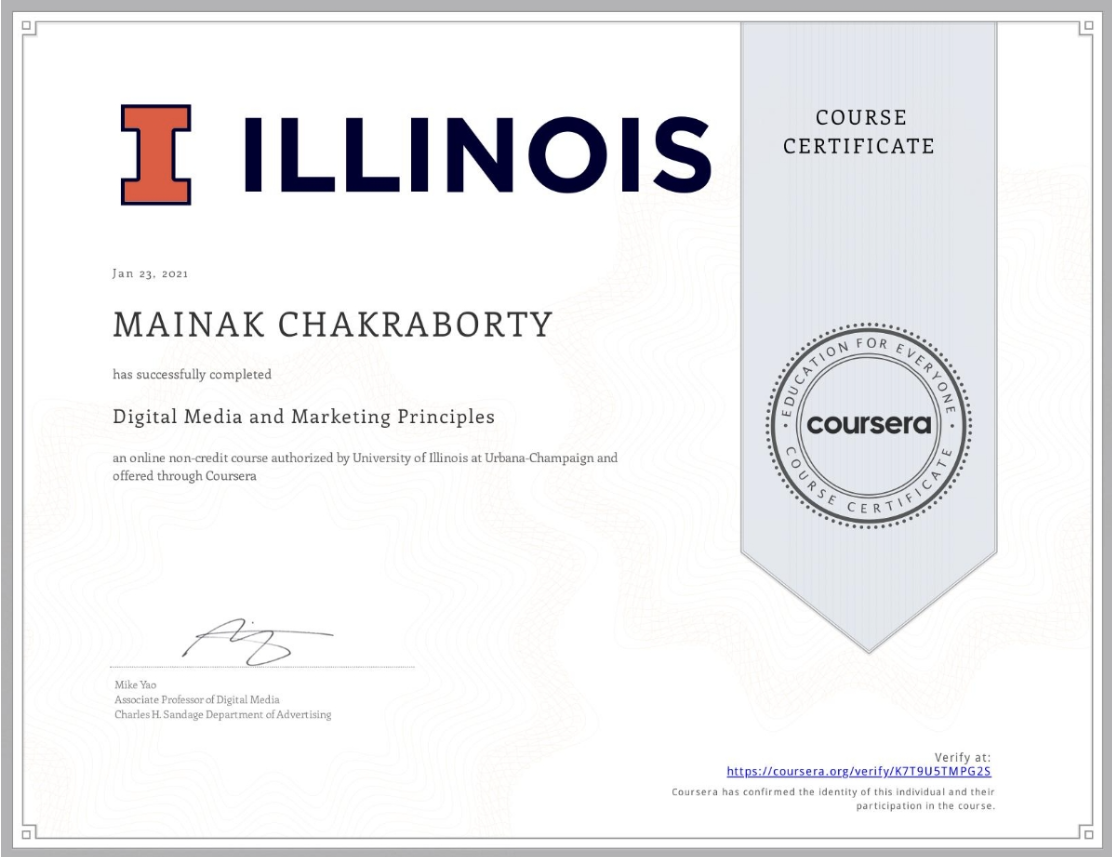 ILLINOIS
COURSE
CERTIFICATE
Jan 23, 2021
MAINAK CHAKRABORTY
has successfully completed
Digital Media and Marketing Principles
an online non-credit course authorized by University of Illinois at Urbana-Champaign and
offered through Coursera
EDUCATION FOR EVERYONE
coursera
COURSE CERTIFICATE
Mike Yao
Associate Professor of Digital Media
Charles H. Sandage Department of Advertising
Verify at:
https://coursera.org/verify/K7T9U5TMPG2S
Coursera has confirmed the identity of this individual and their
participation in the course.